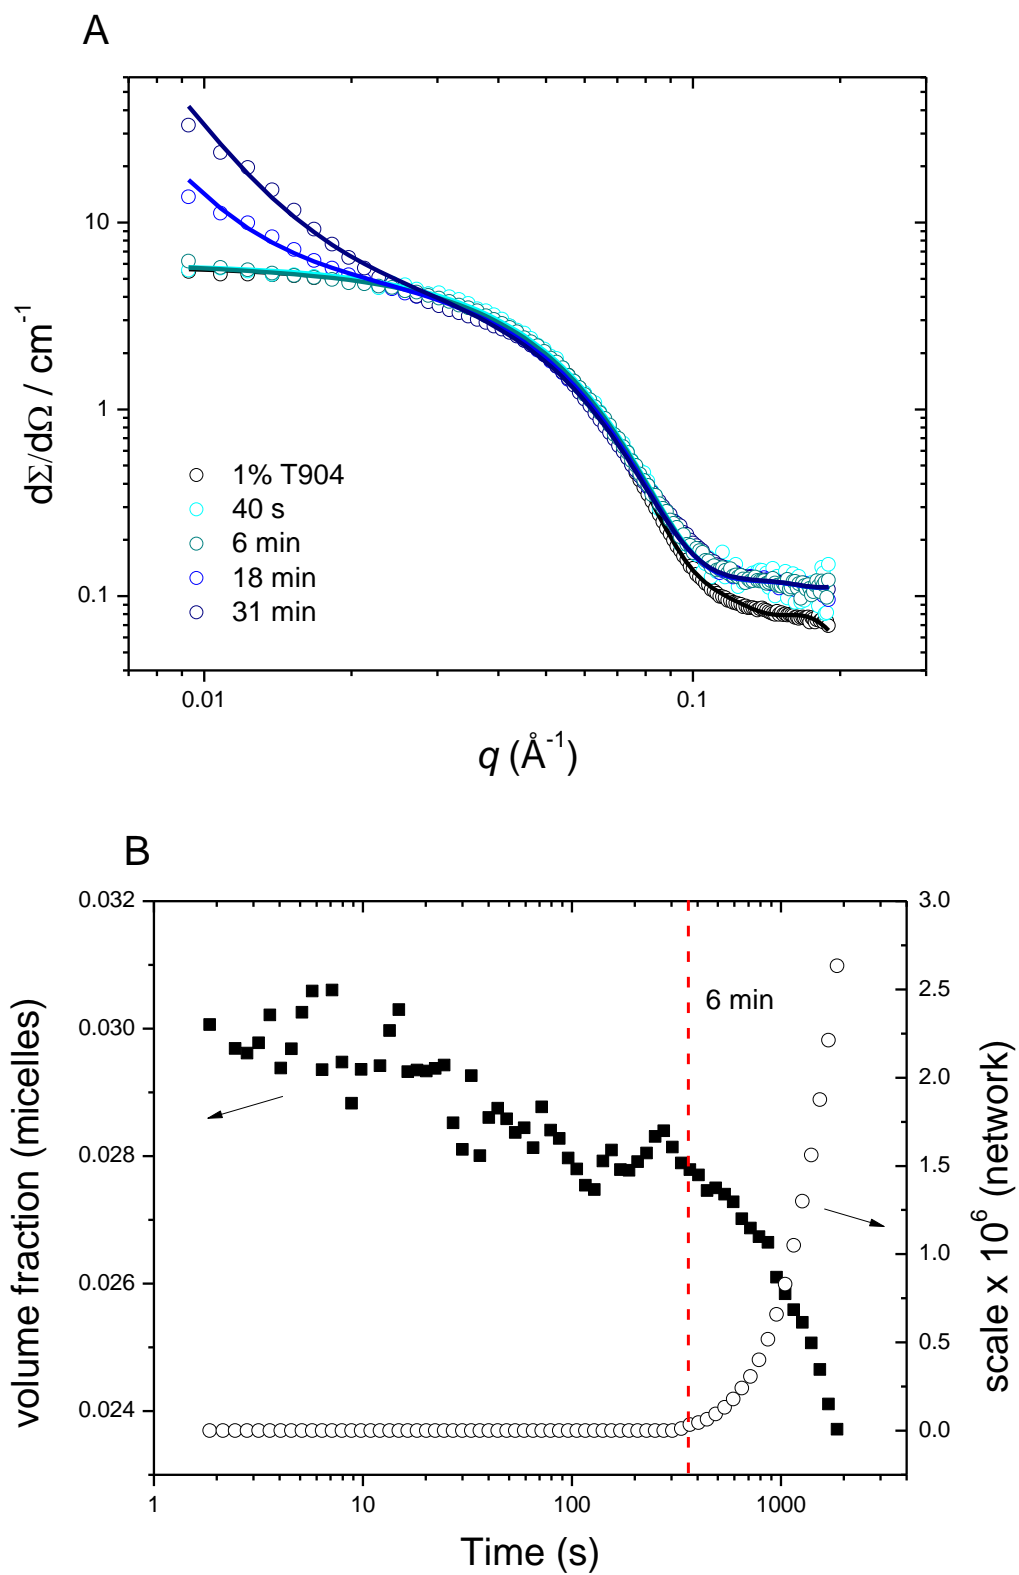 A
10
1
0.1
0.01
0.1
dΣ/dΩ / cm⁻¹
1% T904
40 s
6 min
18 min
31 min
q (Å⁻¹)
B
0.032
0.030
0.028
0.026
0.024
volume fraction (micelles)
6 min
3.0
2.5
2.0
1.5
1.0
0.5
0.0
scale x 10⁶ (network)
1
10
100
1000
Time (s)